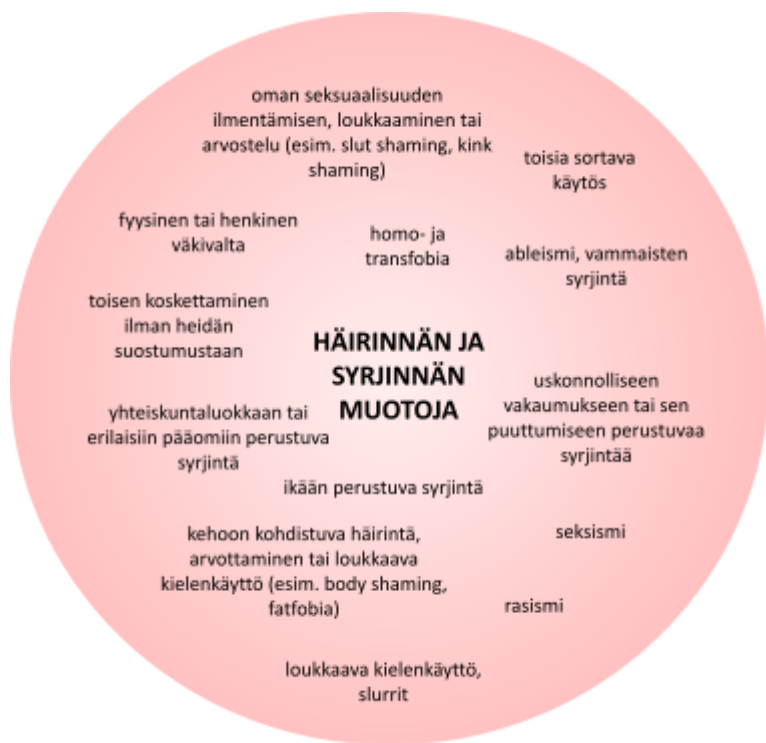 oman seksuaalisuuden
ilmentämisen, loukkaaminen tai
arvostelu (esim. slut shaming, kink
shaming)
toisia sortava
käytös
fyysinen tai henkinen
väkivalta
homo- ja
transfobia
ableismi, vammaisten
syrjintä
toisen koskettaminen
ilman heidän
suostumustaan
HÄIRINNÄN JA
SYRJINNÄN
MUOTOJA
uskonnolliseen
vakaumukseen tai sen
puuttumiseen perustuvaa
syrjintää
yhteiskuntaluokkaan tai
erilaisiin pääomiin perustuva
syrjintä
ikään perustuva syrjintä
kehoon kohdistuva häirintä,
arvottaminen tai loukkaava
kielenkäyttö (esim. body shaming,
fatfobia)
seksismi
rasismi
loukkaava kielenkäyttö,
slurrit